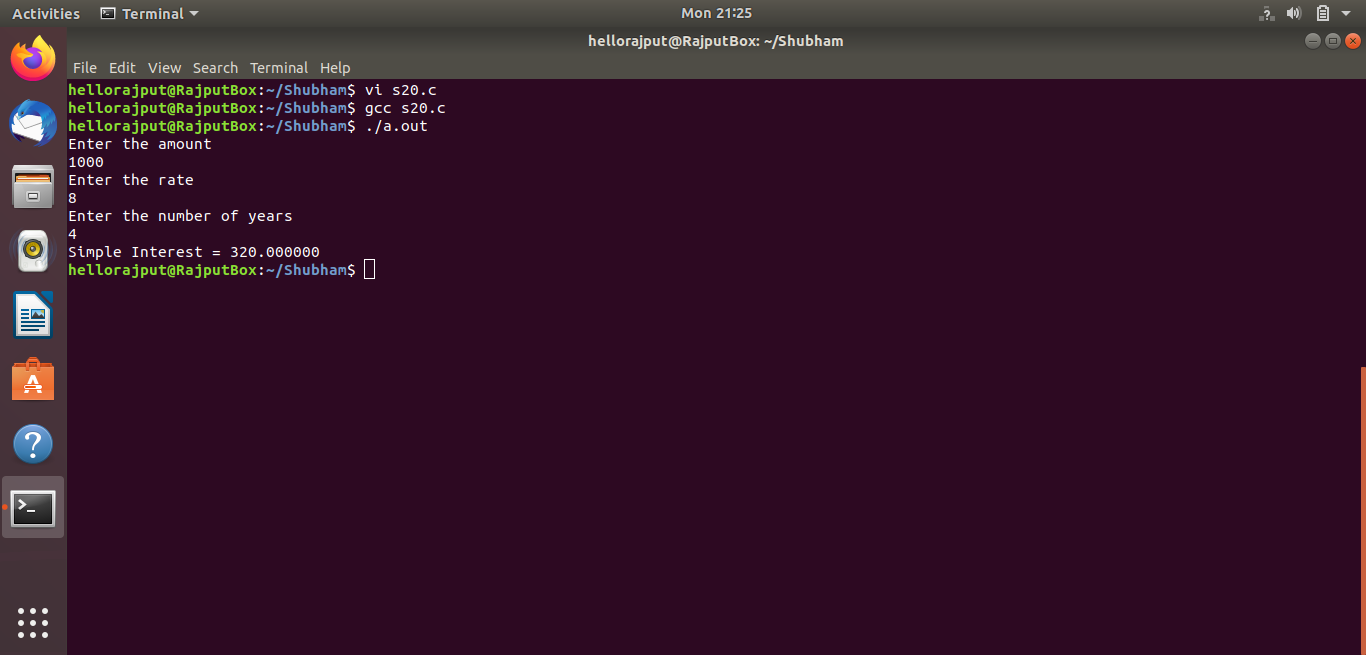 Activities Terminal Mon 21:25
hellorajput@RajputBox: ~/Shubham
File Edit View Search Terminal Help
hellorajput@RajputBox:~/Shubham$ vi s20.c
hellorajput@RajputBox:~/Shubham$ gcc s20.c
hellorajput@RajputBox:~/Shubham$ ./a.out
Enter the amount
1000
Enter the rate
8
Enter the number of years
4
Simple Interest = 320.000000
hellorajput@RajputBox:~/Shubham$